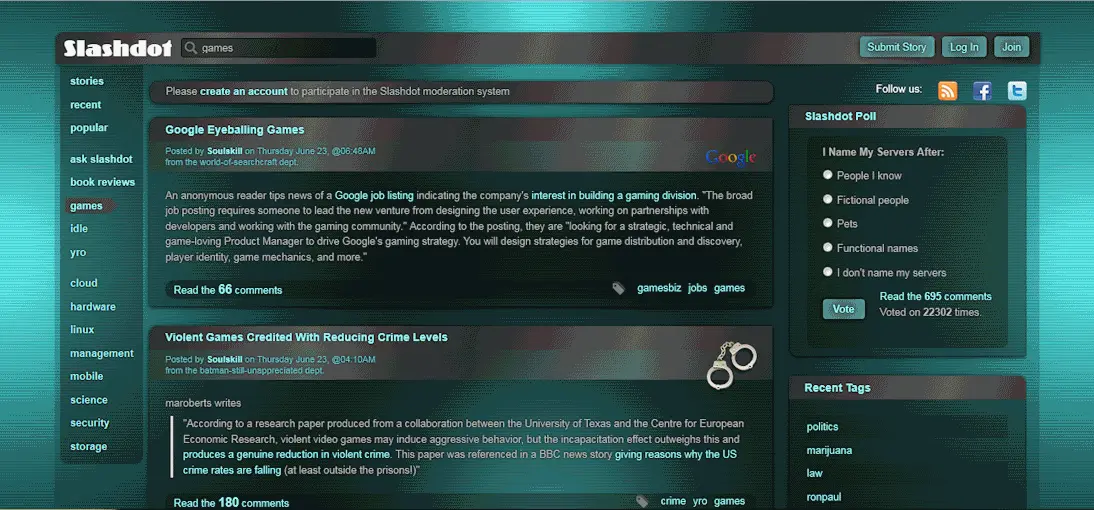 Slashdot
games
Submit Story
Log In
Join
stories
recent
popular
ask slashdot
book reviews
games
idle
yro
cloud
hardware
linux
management
mobile
science
security
storage
Please create an account to participate in the Slashdot moderation system
Google Eyeballing Games
Posted by Soulskill on Thursday June 23, @06:48AM
from the world-of-searchcraft dept.
Google
An anonymous reader tips news of a Google job listing indicating the company's interest in building a gaming division. "The broad
job posting requires someone to lead the new venture from designing the user experience, working on partnerships with
developers and working with the gaming community." According to the posting, they are "looking for a strategic, technical and
game-loving Product Manager to drive Google's gaming strategy. You will design strategies for game distribution and discovery,
player identity, game mechanics, and more."
Read the 66 comments
gamesbiz jobs games
Violent Games Credited With Reducing Crime Levels
Posted by Soulskill on Thursday June 23, @04:10AM
from the batman-still-unappreciated dept.
maroberts writes
"According to a research paper produced from a collaboration between the University of Texas and the Centre for European
Economic Research, violent video games may induce aggressive behavior, but the incapacitation effect outweighs this and
produces a genuine reduction in violent crime. This paper was referenced in a BBC news story giving reasons why the US
crime rates are falling (at least outside the prisons!)"
Read the 180 comments
crime yro games
Follow us:
Slashdot Poll
I Name My Servers After:
People I know
Fictional people
Pets
Functional names
I don't name my servers
Vote
Read the 695 comments
Voted on 22302 times.
Recent Tags
politics
marijuana
law
ronpaul